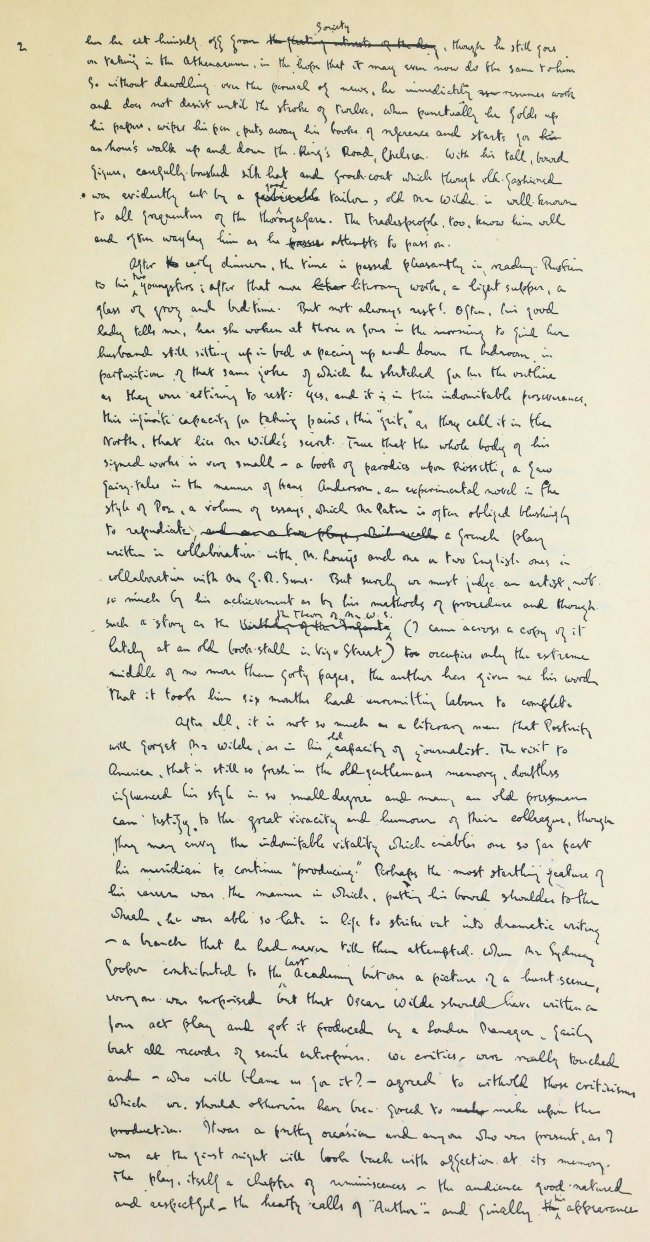 2
Society
has he cut himself off from the fleeting interests of the day, though he still goes
on taking in the Athenaeum, in the hope that it may even now do the same to him
So without dawdling over the perusal of news, he immediately resumes work
and does not desist until the stroke of twelve, when punctually he folds up
his papers, wipes his pen, puts away his books of reference and starts for his
an hour's walk up and down the King's Road, Chelsea. With his tall, bowed
figure, carefully-brushed silk hat and frock-coat which though old-fashioned
was evidently cut by a good fashionable tailor, old Mr Wilde is well-known
to all frequenters of the thoroughfare. The tradespeople, too, know him well
and often waylay him as he passes attempts to pass on.
After early dinner, the time is passed pleasantly in reading Ruskin
to his two youngsters; after that more literary work, a light supper, a
glass of grog and bed-time. But not always rest! Often, his good
lady tells me, has she woken at three or four in the morning to find her
husband still sitting up in bed or pacing up and down the bedroom, in
parturition of that same joke of which he sketched for her the outline
as they were retiring to rest. Yes, and it is in this indomitable perseverance,
this infinite capacity for taking pains, this "grit," as they call it in the
North, that lies Mr Wilde's secret. True that the whole body of his
signed works is very small – a book of parodies upon Rossetti, a few
fairy-tales in the manner of Hans Anderson, an experimental novel in the
style of Poe, a volume of essays, which Mr Pater is often obliged blushingly
to repudiate, and one or two plays, which a French play
written in collaboration with M. Louÿs and one or two English ones in
collaboration with Mr G. R. Sims. But surely we must judge an artist, not
so much by his achievement as by his methods of procedure and though
such a story as the Birthday of the Infanta The Theory of Mr W. S. (I came across a copy of it
lately at an old book-stall in Vigo Street) occupies only the extreme
middle of no more than forty pages, the author has given me his word
that it took him six months hard unremitting labour to complete.
After all, it is not so much as a literary man that Posterity
will forget Mr Wilde, as in his old capacity of journalist. The visit to
America, that is still so fresh in the old gentleman's memory, doubtless
influenced his style in no small degree and many an old pressman
can testify to the great vivacity and humour of their colleague, though
they may envy the indomitable vitality which enables one so far past
his meridian to continue "producing." Perhaps the most startling feature of
his career was the manner in which, putting his bowed shoulder to the
wheel, he was able so late in life to strike out into dramatic writing
– a branch that he had never till then attempted. When Mr Sydney
Cooper contributed to the last Academy but one a picture of a hunt-scene,
everyone was surprised but that Oscar Wilde should have written a
four act play and got it produced by a London Manager, fairly
beat all records of senile enterprise. We critics, were really touched
and – who will blame us for it? – agreed to withold those criticisms
which we should otherwise have been forced to make upon the
production. It was a pretty occasion and anyone who was present, as I
was at the first night will look back with affection at its memory.
The play, itself a chapter of reminiscences – the audience good-natured
and respectful – the hearty calls of "Author" – and finally the his appearance